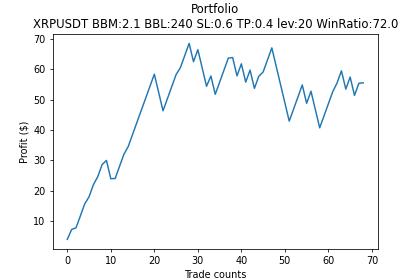 Portfolio
XRPUSDT BBM:2.1 BBL:240 SL:0.6 TP:0.4 lev:20 WinRatio:72.0
Profit ($)
70
60
50
40
30
20
10
0 10 20 30 40 50 60 70
Trade counts